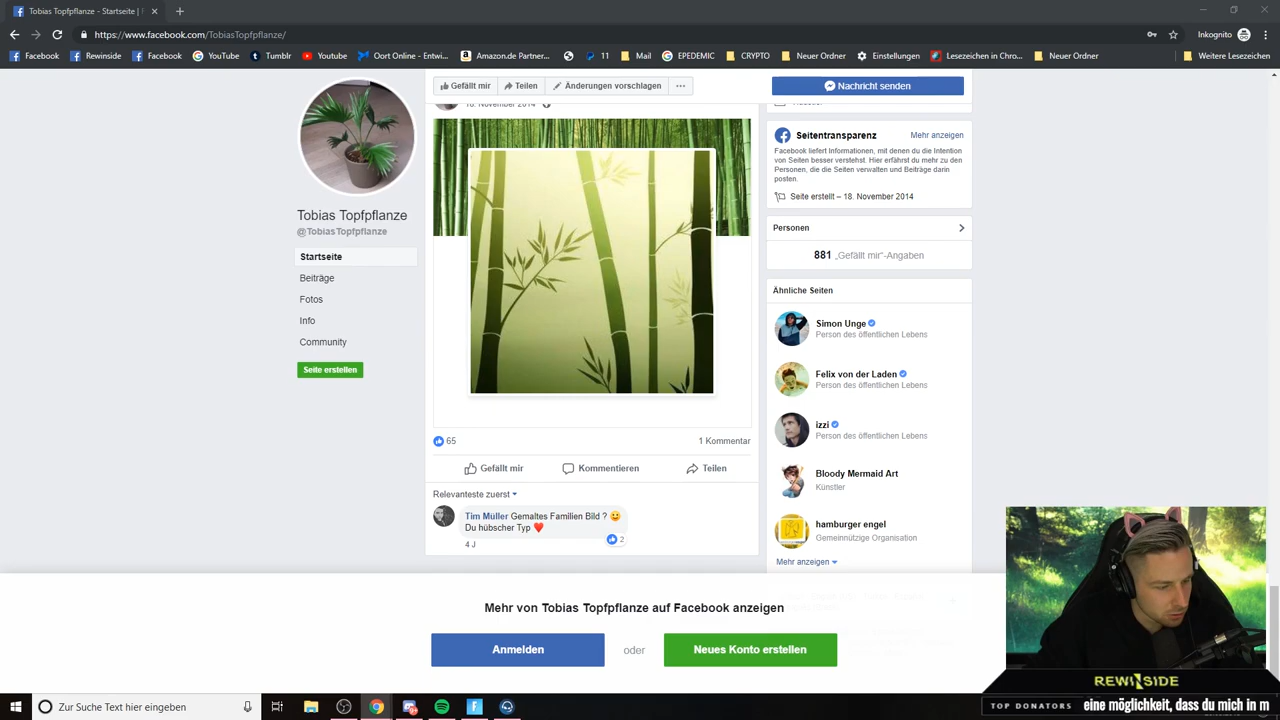 Tobias Topfpflanze - Startseite |
https://www.facebook.com/TobiasTopfpflanze/
Inkognito
Facebook
Rewinside
Facebook
YouTube
Tumblr
Youtube
Oort Online - Entwi...
Amazon.de Partner...
11
Mail
EPEDEMIC
CRYPTO
Neuer Ordner
Einstellungen
Lesezeichen in Chro...
Neuer Ordner
Weitere Lesezeichen
Gefällt mir
Teilen
Änderungen vorschlagen
Nachricht senden
18. November 2014
Tobias Topfpflanze
@TobiasTopfpflanze
Startseite
Beiträge
Fotos
Info
Community
Seite erstellen
65
1 Kommentar
Gefällt mir
Kommentieren
Teilen
Relevanteste zuerst
Tim Müller Gemaltes Familien Bild ? 🙂
Du hübscher Typ ❤️
2
4 J
Seitentransparenz
Mehr anzeigen
Facebook liefert Informationen, mit denen du die Intention
von Seiten besser verstehst. Hier erfährst du mehr zu den
Personen, die die Seiten verwalten und Beiträge darin
posten.
Seite erstellt – 18. November 2014
Personen
881 „Gefällt mir“-Angaben
Ähnliche Seiten
Simon Unge
Person des öffentlichen Lebens
Felix von der Laden
Person des öffentlichen Lebens
izzi
Person des öffentlichen Lebens
Bloody Mermaid Art
Künstler
hamburger engel
Gemeinnützige Organisation
Mehr anzeigen
Mehr von Tobias Topfpflanze auf Facebook anzeigen
Anmelden
oder
Neues Konto erstellen
REWINSIDE
TOP DONATORS
eine möglichkeit, dass du mich in m
Zur Suche Text hier eingeben